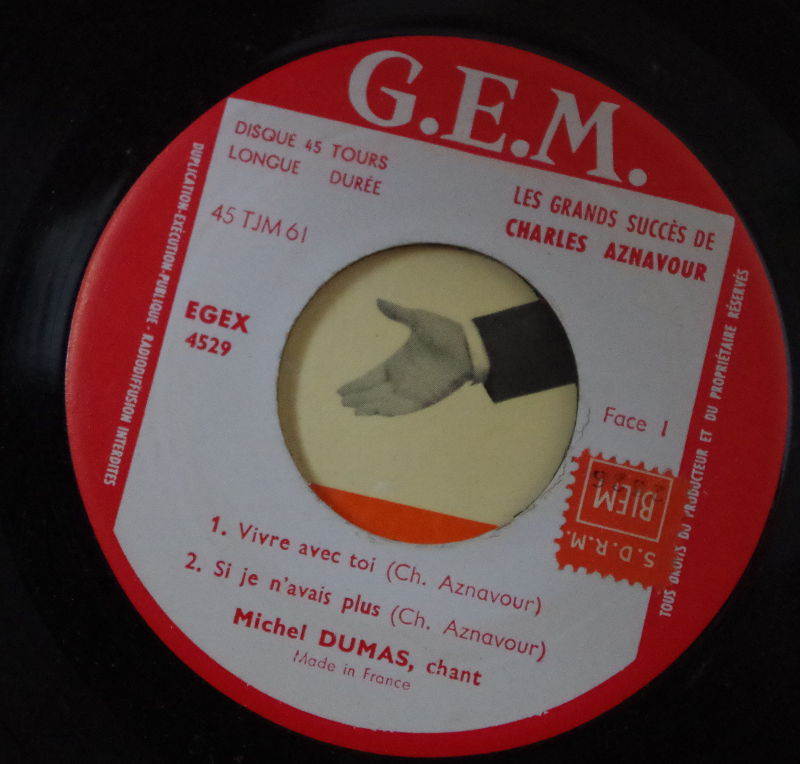 G.E.M.
DISQUE 45 TOURS
LONGUE DURÉE
45 TJM 61
LES GRANDS SUCCÈS DE
CHARLES AZNAVOUR
EGEX
4529
Face 1
S.D.R.M.
BIEM
1. Vivre avec toi (Ch. Aznavour)
2. Si je n'avais plus (Ch. Aznavour)
Michel DUMAS, chant
Made in France
DUPLICATION-EXÉCUTION-PUBLIQUE - RADIODIFFUSION INTERDITES
TOUS DROITS DU PRODUCTEUR ET DU PROPRIÉTAIRE RÉSERVÉS